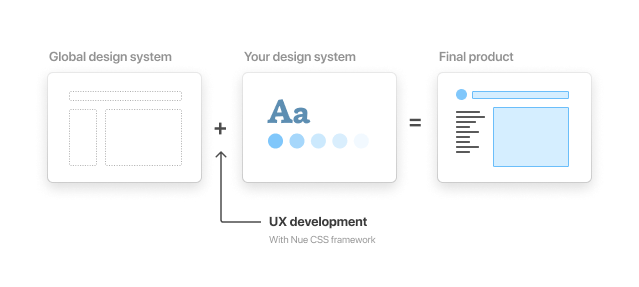 Global design system
Your design system
Final product
Aa
+
=
UX development
With Nue CSS framework